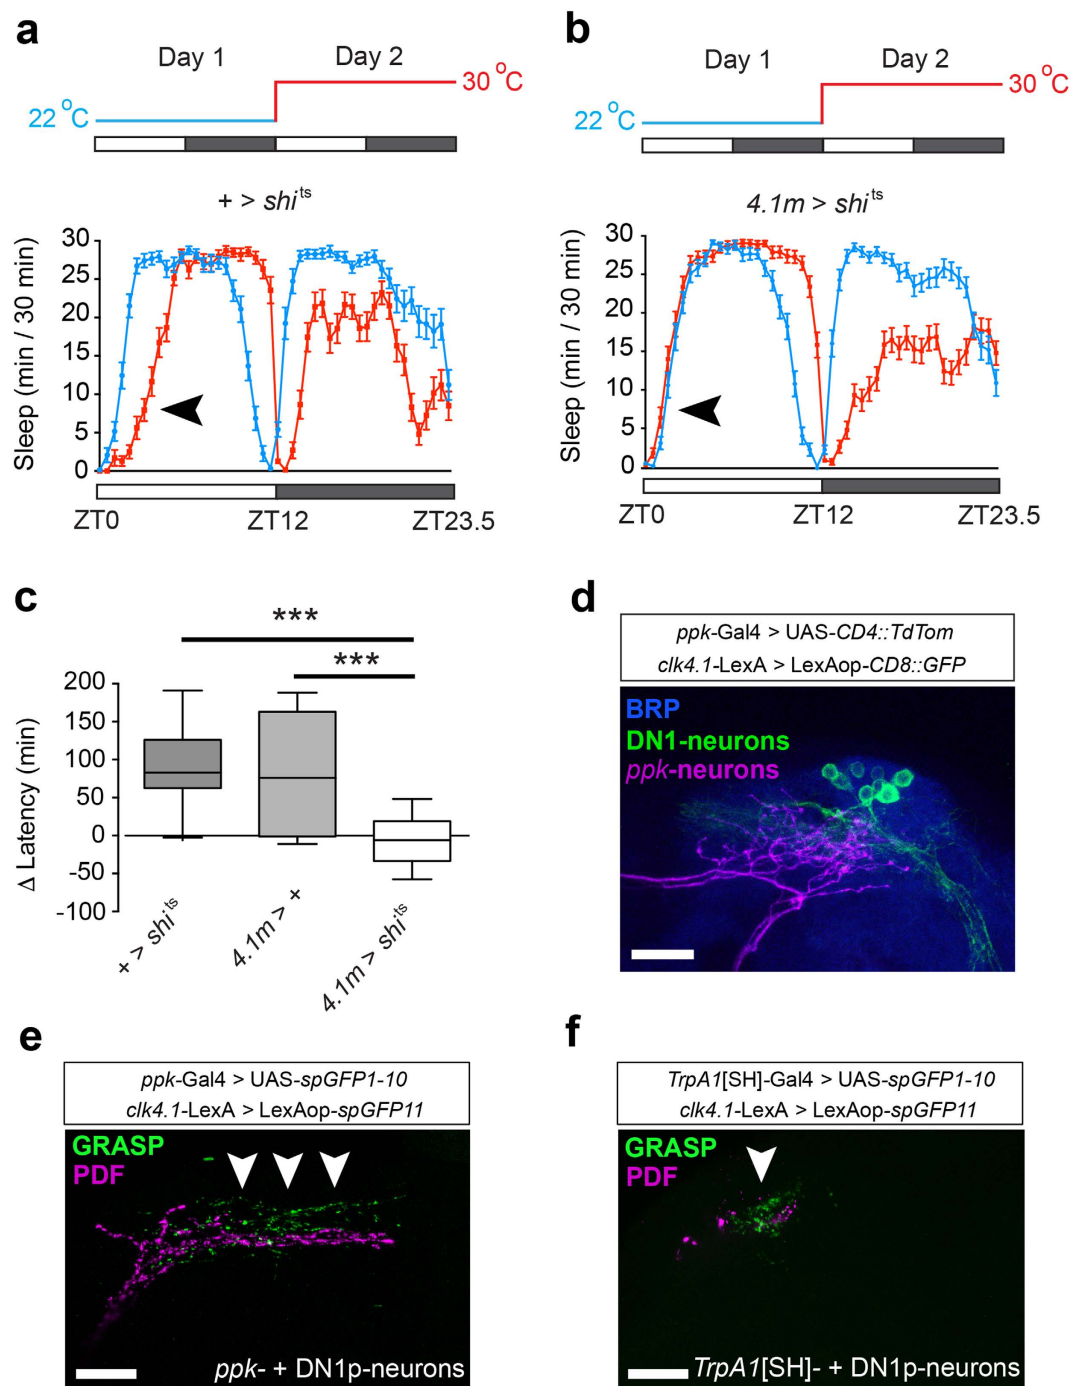 a
Day 1
Day 2
22 °C
30 °C
+ > shi^ts
Sleep (min / 30 min)
30
25
20
15
10
5
0
ZT0
ZT12
ZT23.5
b
Day 1
Day 2
22 °C
30 °C
4.1m > shi^ts
Sleep (min / 30 min)
30
25
20
15
10
5
0
ZT0
ZT12
ZT23.5
c
***
***
Δ Latency (min)
200
150
100
50
0
-50
-100
+ > shi^ts
4.1m > +
4.1m > shi^ts
d
ppk-Gal4 > UAS-CD4::TdTom
clk4.1-LexA > LexAop-CD8::GFP
BRP
DN1-neurons
ppk-neurons
e
ppk-Gal4 > UAS-spGFP1-10
clk4.1-LexA > LexAop-spGFP11
GRASP
PDF
ppk- + DN1p-neurons
f
TrpA1[SH]-Gal4 > UAS-spGFP1-10
clk4.1-LexA > LexAop-spGFP11
GRASP
PDF
TrpA1[SH]- + DN1p-neurons